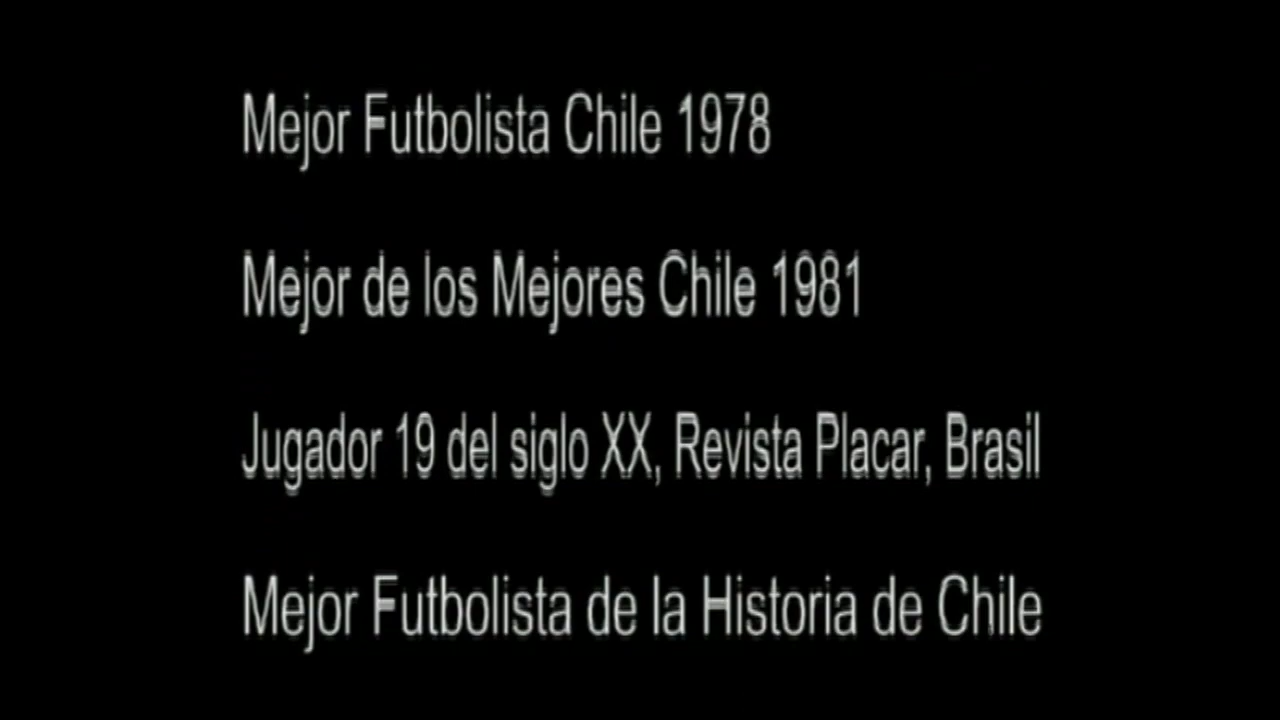 Mejor Futbolista Chile 1978
Mejor de los Mejores Chile 1981
Jugador 19 del siglo XX, Revista Placar, Brasil
Mejor Futbolista de la Historia de Chile